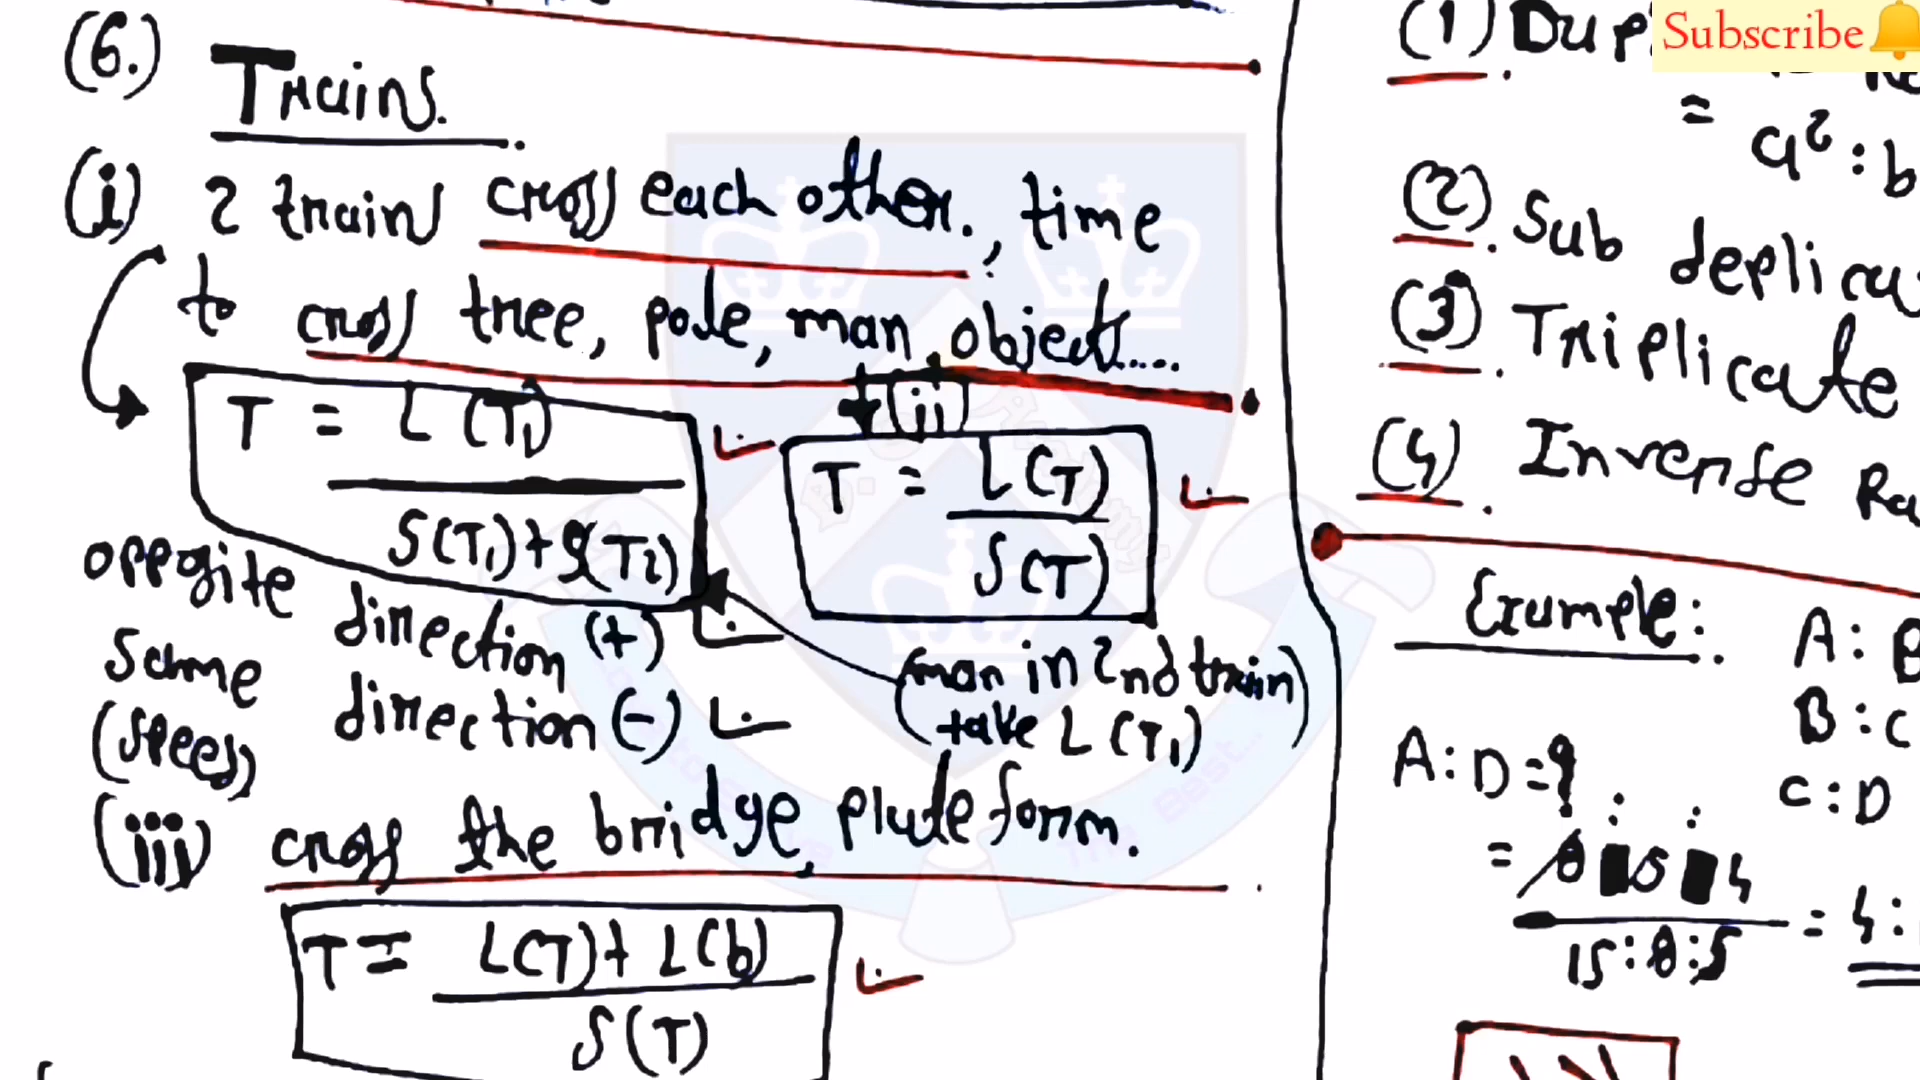 (6.) Trains.
(i) 2 trains cross each other., time
to cross tree, pole, man, object....
T = L(T1)
S(T1)+S(T2)
(ii)
T = L(T)
S(T)
opposite direction (+)
same direction (-)
(man in 2nd train)
(take L(T1)
(iii) cross the bridge, plateform.
T = L(T)+L(b)
S(T)
Subscribe
(1) Dup
= a²:b
(2). Sub deplica
(3). Triplicate
(4). Inverse Ra
Example:. A:B
B:C
A:D=? C:D
15:8:5